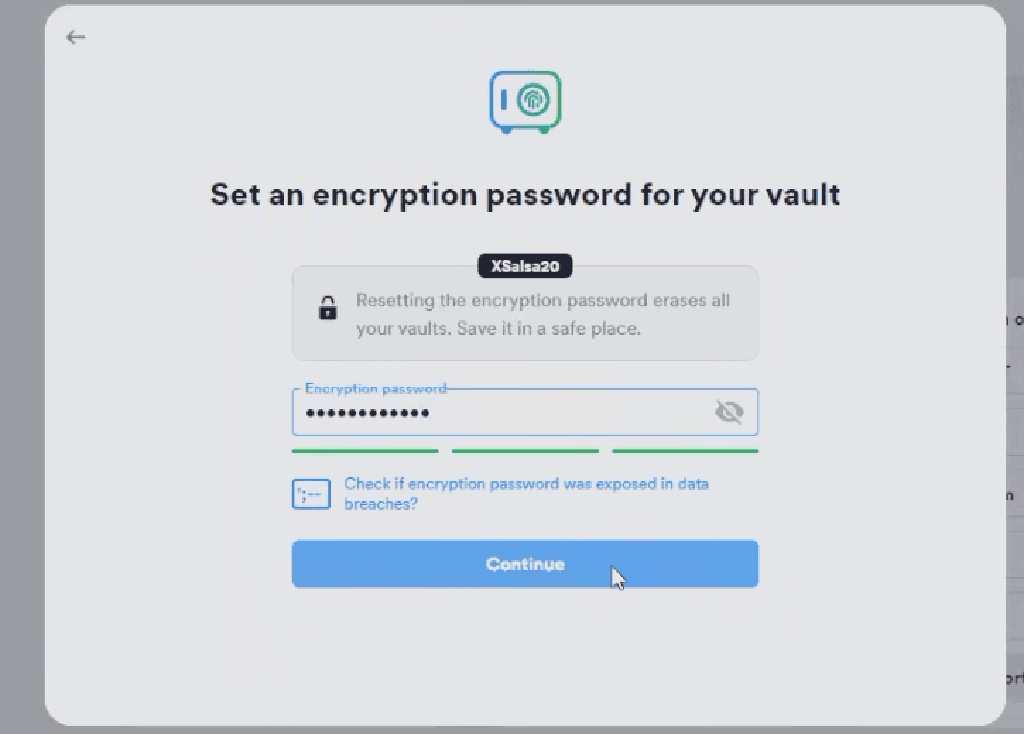 Set an encryption password for your vault
XSalsa20
Resetting the encryption password erases all
your vaults. Save it in a safe place.
Encryption password
••••••••••••
';--
Check if encryption password was exposed in data
breaches?
Continue